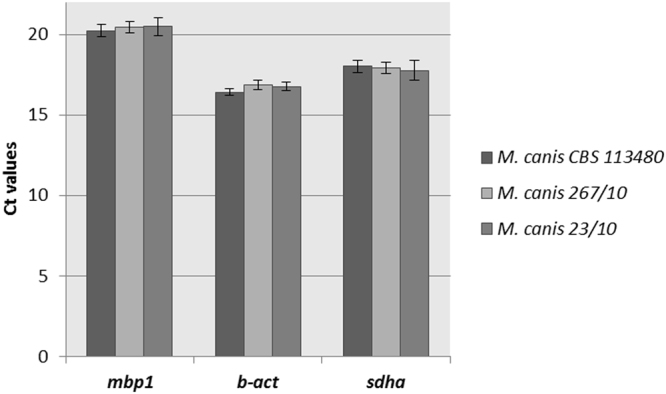 20
15
10
5
0
Ct values
mbp1
b-act
sdha
M. canis CBS 113480
M. canis 267/10
M. canis 23/10